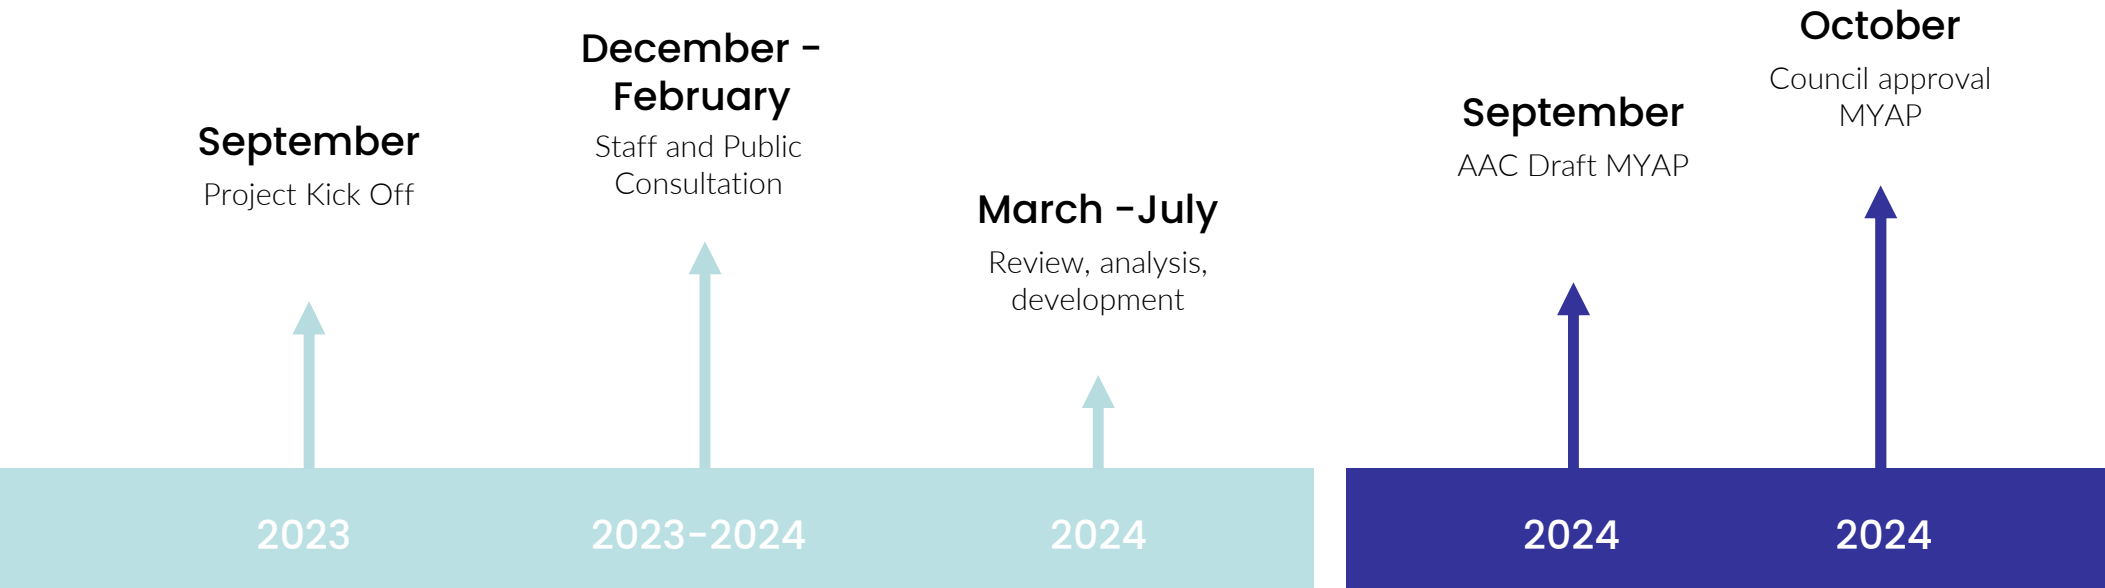 September
Project Kick Off
2023
December -
February
Staff and Public
Consultation
2023-2024
March -July
Review, analysis,
development
2024
September
AAC Draft MYAP
2024
October
Council approval
MYAP
2024